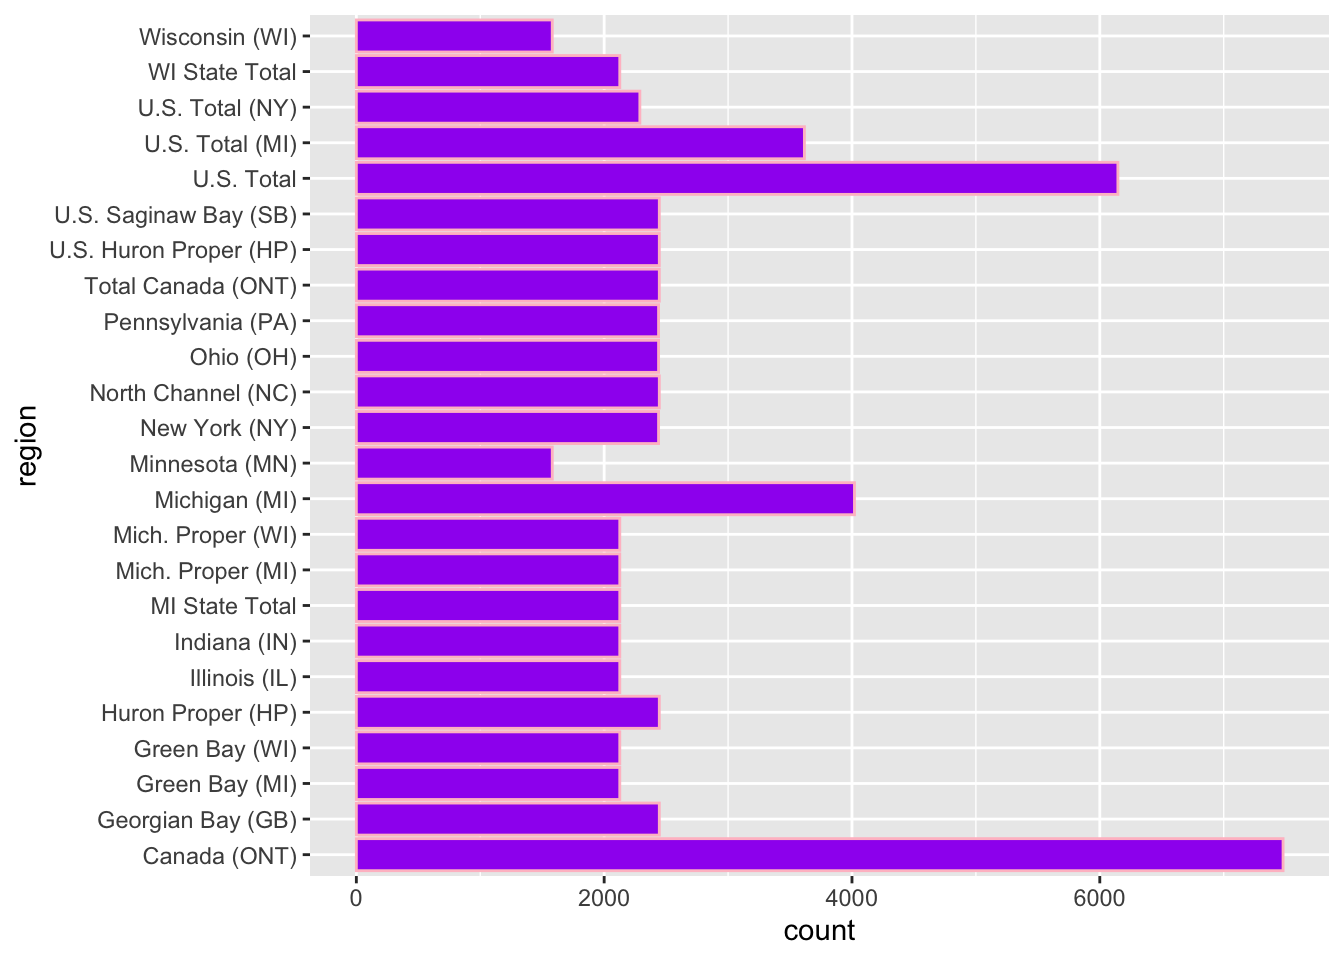 Wisconsin (WI)
WI State Total
U.S. Total (NY)
U.S. Total (MI)
U.S. Total
U.S. Saginaw Bay (SB)
U.S. Huron Proper (HP)
Total Canada (ONT)
Pennsylvania (PA)
Ohio (OH)
North Channel (NC)
New York (NY)
Minnesota (MN)
Michigan (MI)
Mich. Proper (WI)
Mich. Proper (MI)
MI State Total
Indiana (IN)
Illinois (IL)
Huron Proper (HP)
Green Bay (WI)
Green Bay (MI)
Georgian Bay (GB)
Canada (ONT)
region
0 2000 4000 6000
count